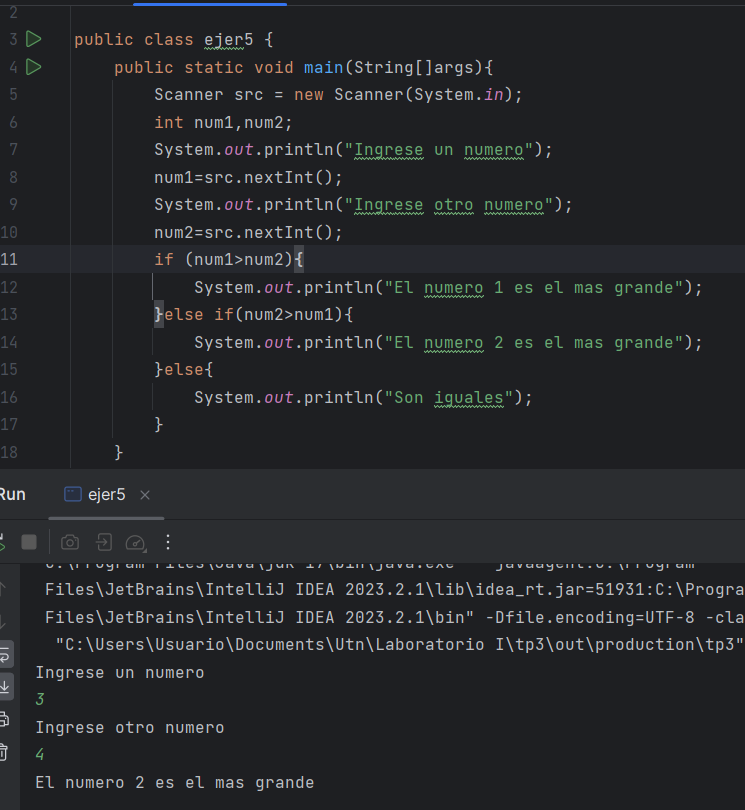 2
3 public class ejer5 {
4 public static void main(String[]args){
5 Scanner src = new Scanner(System.in);
6 int num1,num2;
7 System.out.println("Ingrese un numero");
8 num1=src.nextInt();
9 System.out.println("Ingrese otro numero");
10 num2=src.nextInt();
11 if (num1>num2){
12 System.out.println("El numero 1 es el mas grande");
13 }else if(num2>num1){
14 System.out.println("El numero 2 es el mas grande");
15 }else{
16 System.out.println("Son iguales");
17 }
18 }
Run ejer5
Files\JetBrains\IntelliJ IDEA 2023.2.1\lib\idea_rt.jar=51931:C:\Progra
Files\JetBrains\IntelliJ IDEA 2023.2.1\bin" -Dfile.encoding=UTF-8 -cla
"C:\Users\Usuario\Documents\Utn\Laboratorio I\tp3\out\production\tp3"
Ingrese un numero
3
Ingrese otro numero
4
El numero 2 es el mas grande